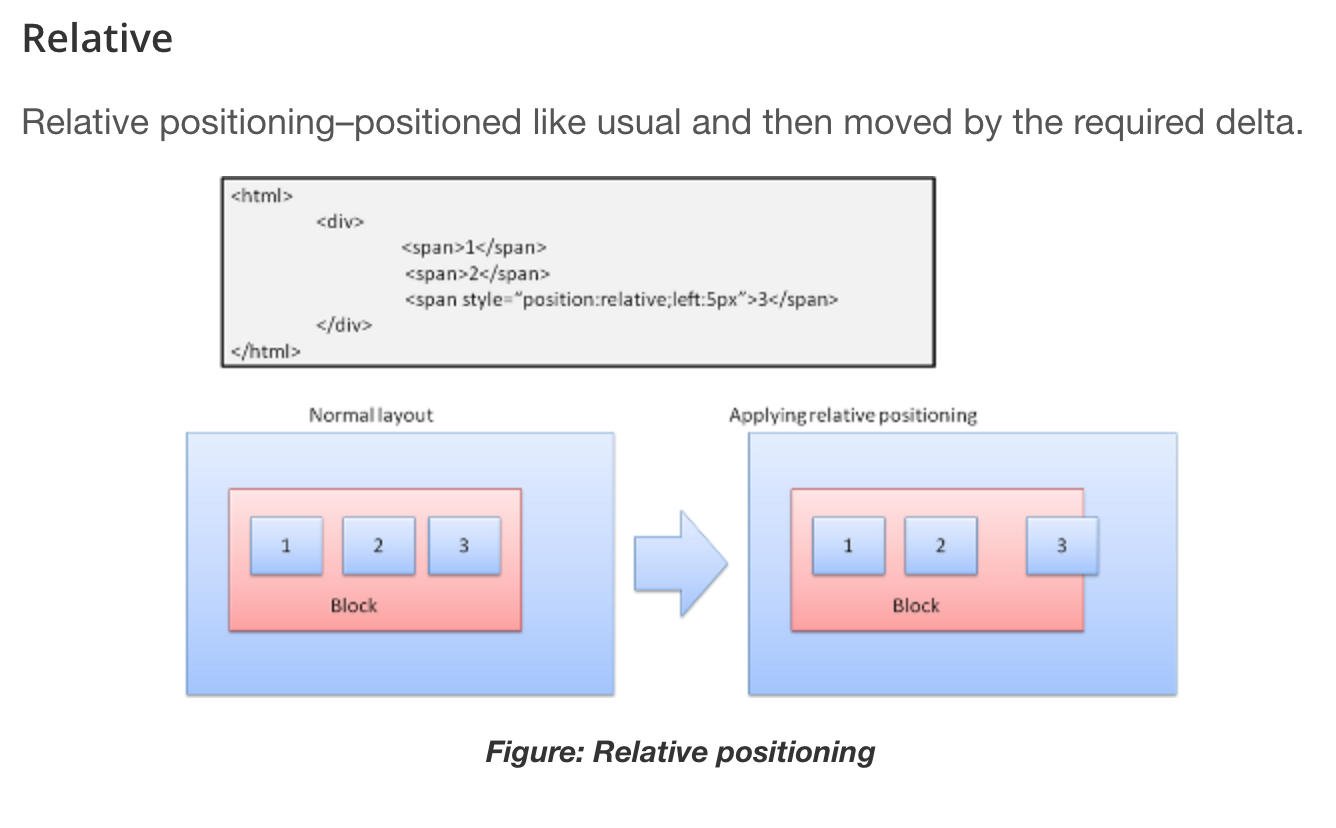 Relative
Relative positioning–positioned like usual and then moved by the required delta.
<html>
<div>
<span>1</span>
<span>2</span>
<span style=“position:relative;left:5px”>3</span>
</div>
</html>
Normal layout
Applying relative positioning
1 2 3
Block
1 2 3
Block
Figure: Relative positioning